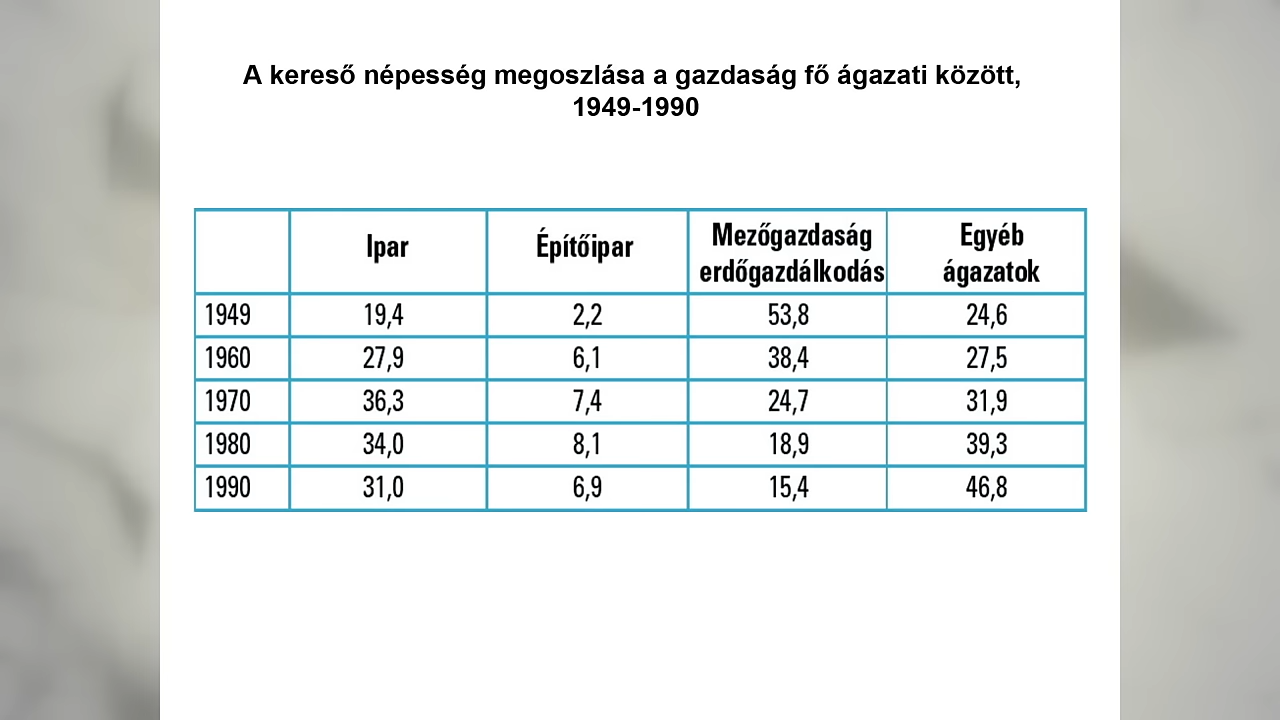 A kereső népesség megoszlása a gazdaság fő ágazati között,
1949-1990
Ipar Építőipar Mezőgazdaság erdőgazdálkodás Egyéb ágazatok
1949 19,4 2,2 53,8 24,6
1960 27,9 6,1 38,4 27,5
1970 36,3 7,4 24,7 31,9
1980 34,0 8,1 18,9 39,3
1990 31,0 6,9 15,4 46,8